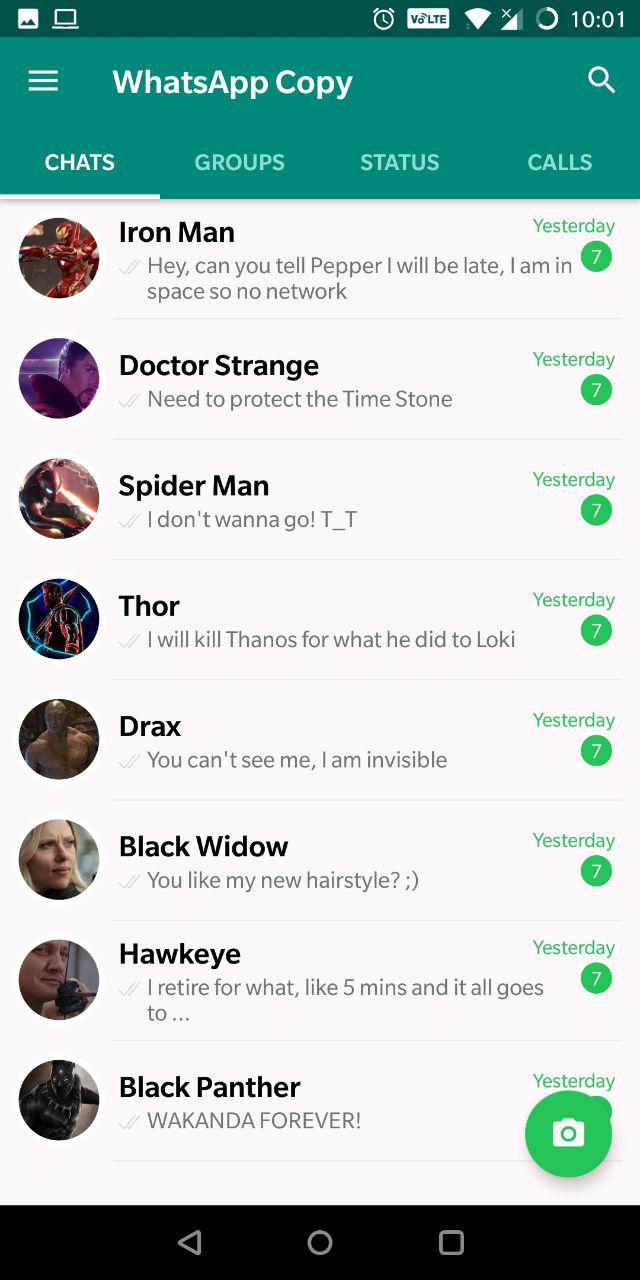 VoLTE 10:01
WhatsApp Copy
CHATS GROUPS STATUS CALLS
Iron Man Yesterday
Hey, can you tell Pepper I will be late, I am in 7
space so no network
Doctor Strange Yesterday
Need to protect the Time Stone 7
Spider Man Yesterday
I don't wanna go! T_T 7
Thor Yesterday
I will kill Thanos for what he did to Loki 7
Drax Yesterday
You can't see me, I am invisible 7
Black Widow Yesterday
You like my new hairstyle? ;) 7
Hawkeye Yesterday
I retire for what, like 5 mins and it all goes 7
to ...
Black Panther Yesterday
WAKANDA FOREVER!